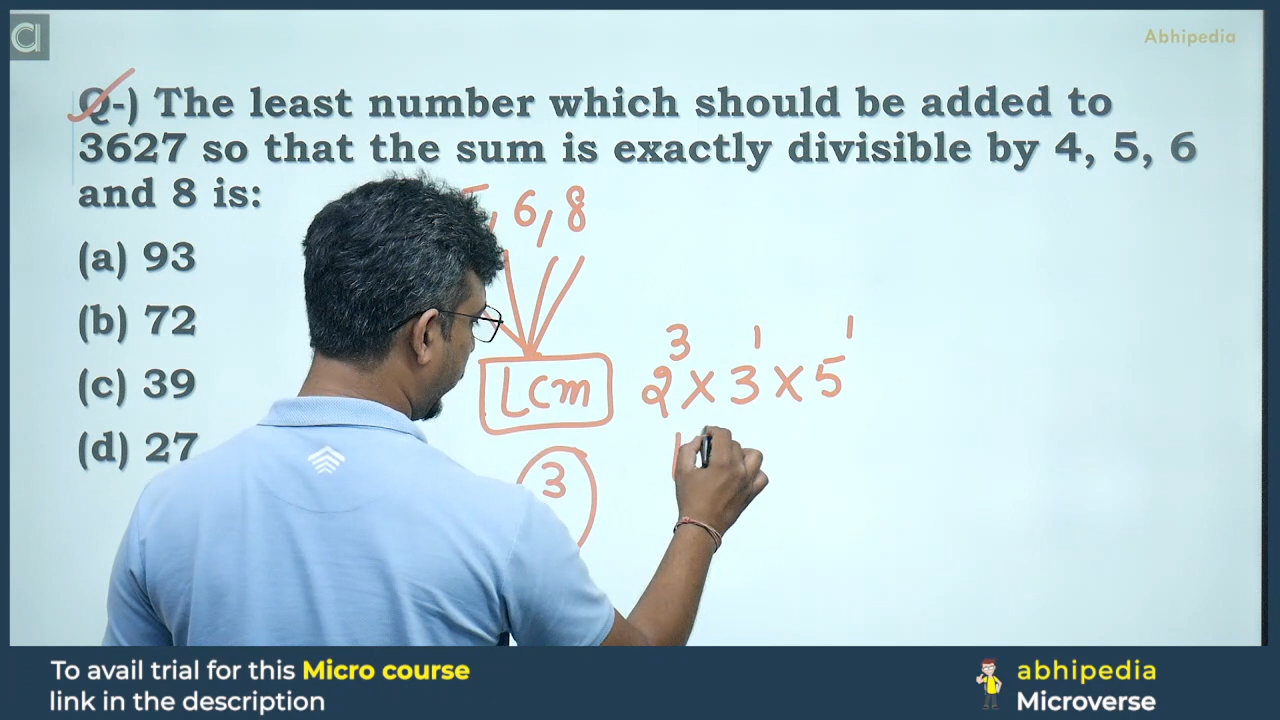 Abhipedia
Q-) The least number which should be added to
3627 so that the sum is exactly divisible by 4, 5, 6
and 8 is:
(a) 93
(b) 72
(c) 39
(d) 27
, 6, 8
LCM
2³ × 3¹ × 5¹
3
To avail trial for this Micro course
link in the description
abhipedia
Microverse